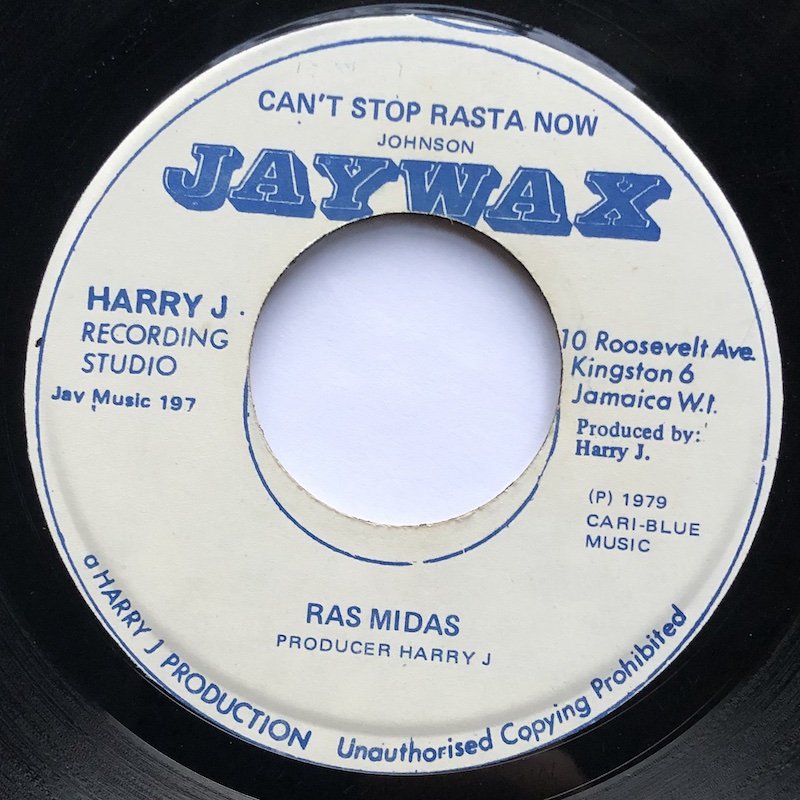 CAN'T STOP RASTA NOW
JOHNSON
JAYWAX
HARRY J.
RECORDING
STUDIO
Jay Music 197
10 Roosevelt Ave.
Kingston 6
Jamaica W.I.
Produced by:
Harry J.
(P) 1979
CARI-BLUE
MUSIC
RAS MIDAS
PRODUCER HARRY J
a HARRY J PRODUCTION
Unauthorised Copying Prohibited